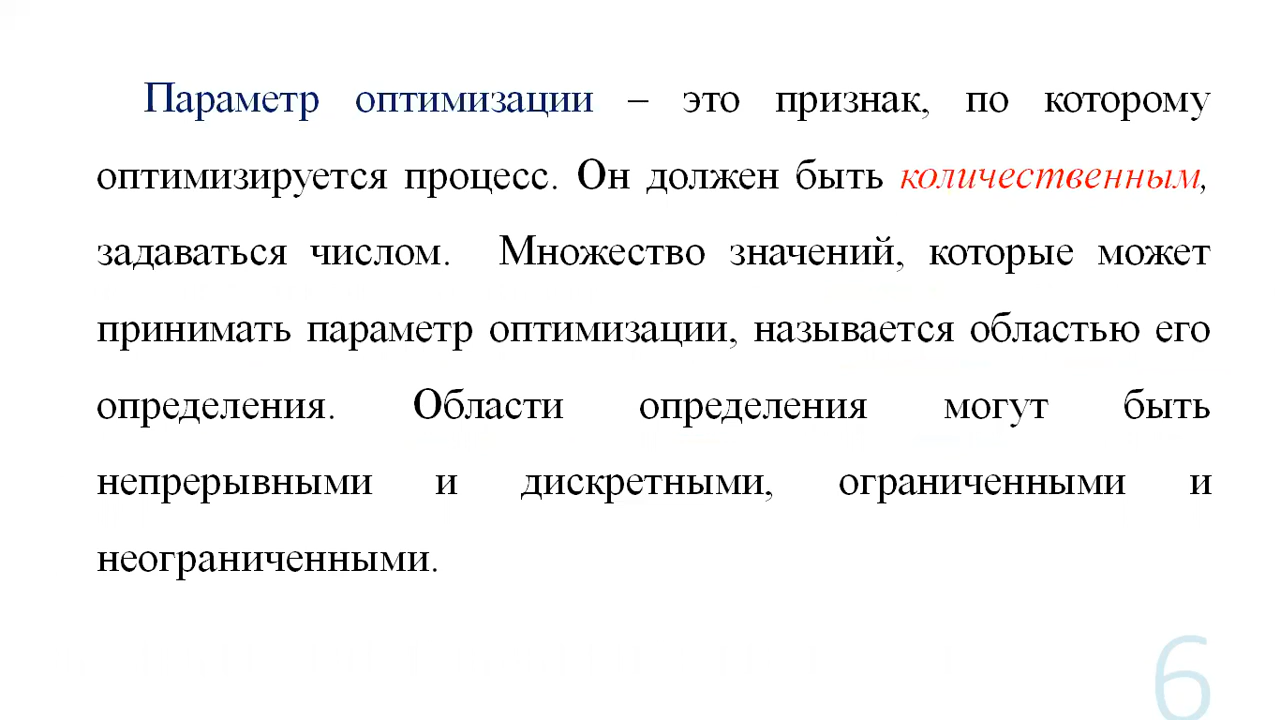 Параметр оптимизации – это признак, по которому
оптимизируется процесс. Он должен быть количественным,
задаваться числом. Множество значений, которые может
принимать параметр оптимизации, называется областью его
определения. Области определения могут быть
непрерывными и дискретными, ограниченными и
неограниченными.
6